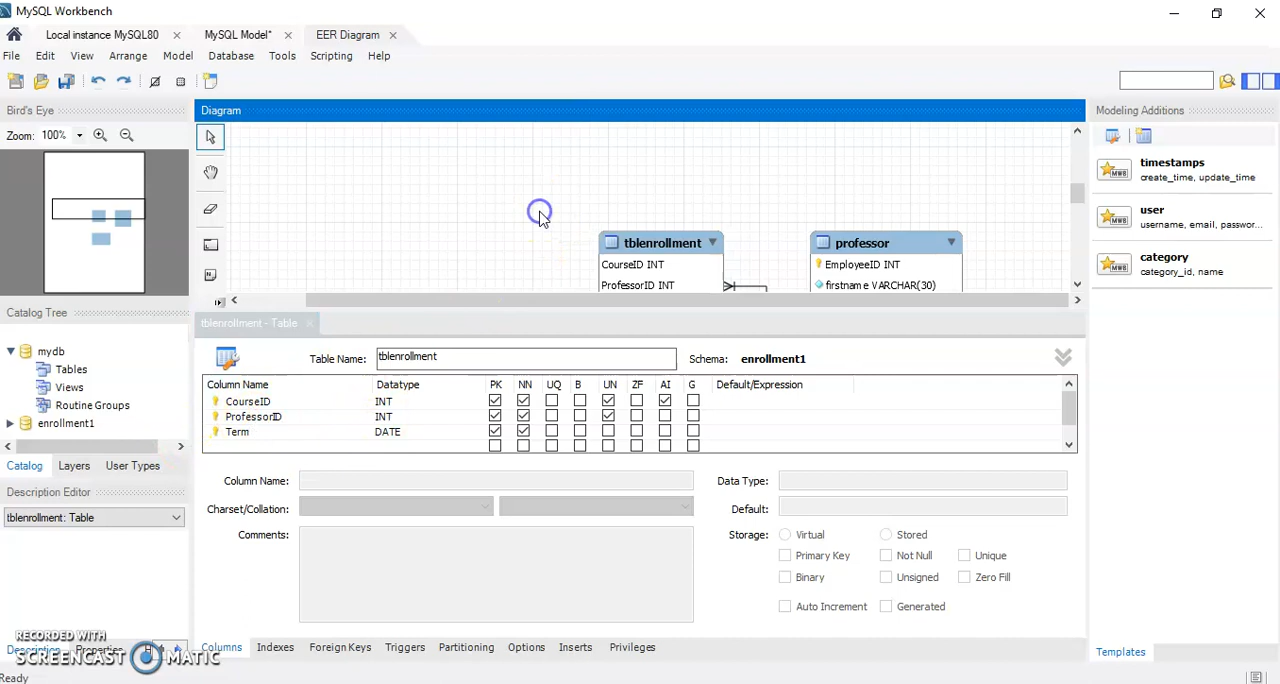 MySQL Workbench
Local instance MySQL80
MySQL Model*
EER Diagram
File Edit View Arrange Model Database Tools Scripting Help
Bird's Eye
Zoom: 100%
Diagram
tblenrollment
CourseID INT
ProfessorID INT
professor
EmployeeID INT
firstname VARCHAR(30)
Modeling Additions
timestamps
create_time, update_time
user
username, email, passwor...
category
category_id, name
Catalog Tree
mydb
Tables
Views
Routine Groups
enrollment1
Catalog Layers User Types
Description Editor
tblenrollment: Table
tblenrollment - Table
Table Name: tblenrollment Schema: enrollment1
Column Name Datatype PK NN UQ B UN ZF AI G Default/Expression
CourseID INT
ProfessorID INT
Term DATE
Column Name: Data Type:
Charset/Collation: Default:
Comments: Storage: Virtual Stored
Primary Key Not Null Unique
Binary Unsigned Zero Fill
Auto Increment Generated
Columns Indexes Foreign Keys Triggers Partitioning Options Inserts Privileges
Templates
RECORDED WITH
SCREENCAST MATIC
Description Properties
Ready